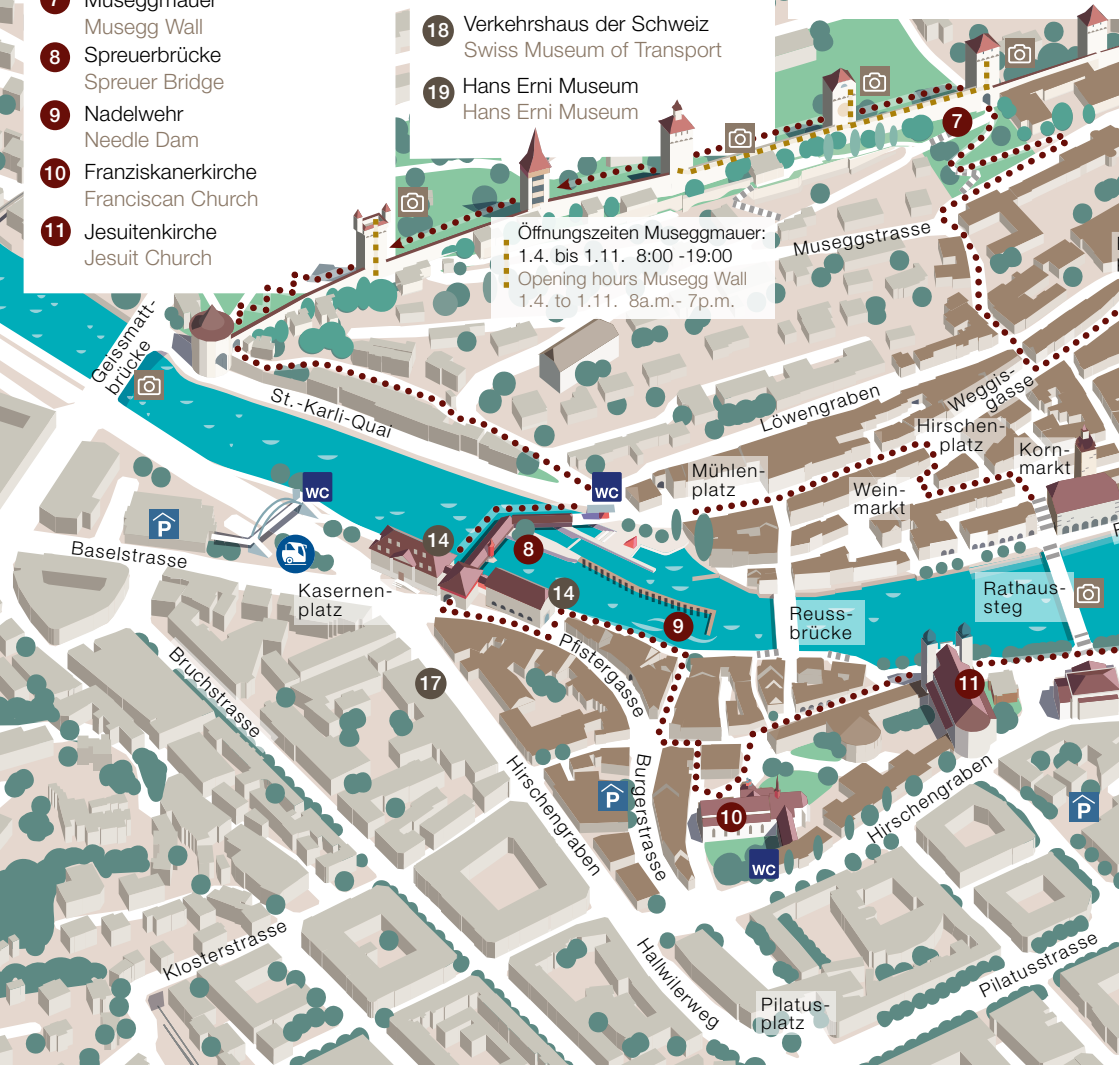 7 Museggmauer
Musegg Wall
8 Spreuerbrücke
Spreuer Bridge
9 Nadelwehr
Needle Dam
10 Franziskanerkirche
Franciscan Church
11 Jesuitenkirche
Jesuit Church
18 Verkehrshaus der Schweiz
Swiss Museum of Transport
19 Hans Erni Museum
Hans Erni Museum
7
Öffnungszeiten Museggmauer:
1.4. bis 1.11. 8:00 -19:00
Opening hours Musegg Wall
1.4. to 1.11. 8a.m.- 7p.m.
Museggstrasse
Geissmatt-
brücke
St.-Karli-Quai
Löwengraben
Weggis-
gasse
Hirschen-
platz
Korn-
markt
Mühlen-
platz
Wein-
markt
WC
WC
P
Baselstrasse
Kasernen-
platz
14
8
14
9
Reuss-
brücke
Rathaus-
steg
Pfistergasse
17
11
Bruchstrasse
Hirschengraben
P
Burgerstrasse
10
WC
Hirschengraben
P
Klosterstrasse
Hallwilerweg
Pilatus-
platz
Pilatusstrasse